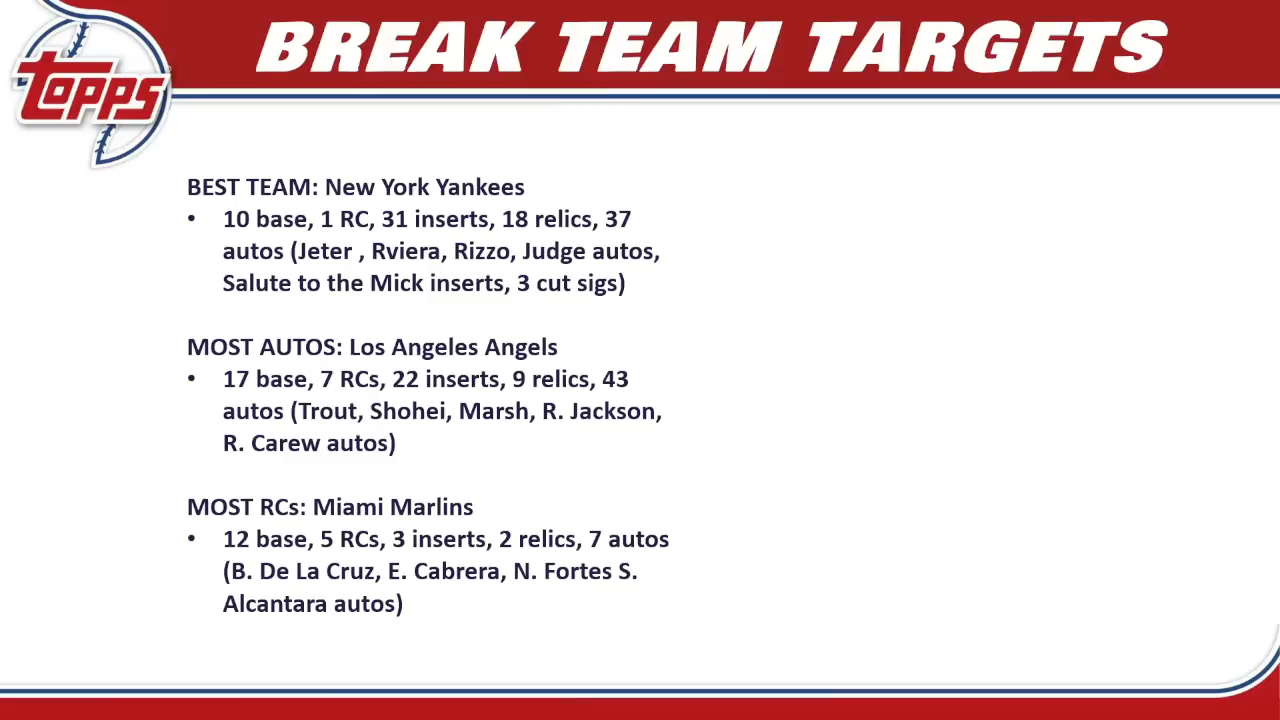 BREAK TEAM TARGETS
TOPPS
BEST TEAM: New York Yankees
• 10 base, 1 RC, 31 inserts, 18 relics, 37
autos (Jeter , Rviera, Rizzo, Judge autos,
Salute to the Mick inserts, 3 cut sigs)
MOST AUTOS: Los Angeles Angels
• 17 base, 7 RCs, 22 inserts, 9 relics, 43
autos (Trout, Shohei, Marsh, R. Jackson,
R. Carew autos)
MOST RCs: Miami Marlins
• 12 base, 5 RCs, 3 inserts, 2 relics, 7 autos
(B. De La Cruz, E. Cabrera, N. Fortes S.
Alcantara autos)